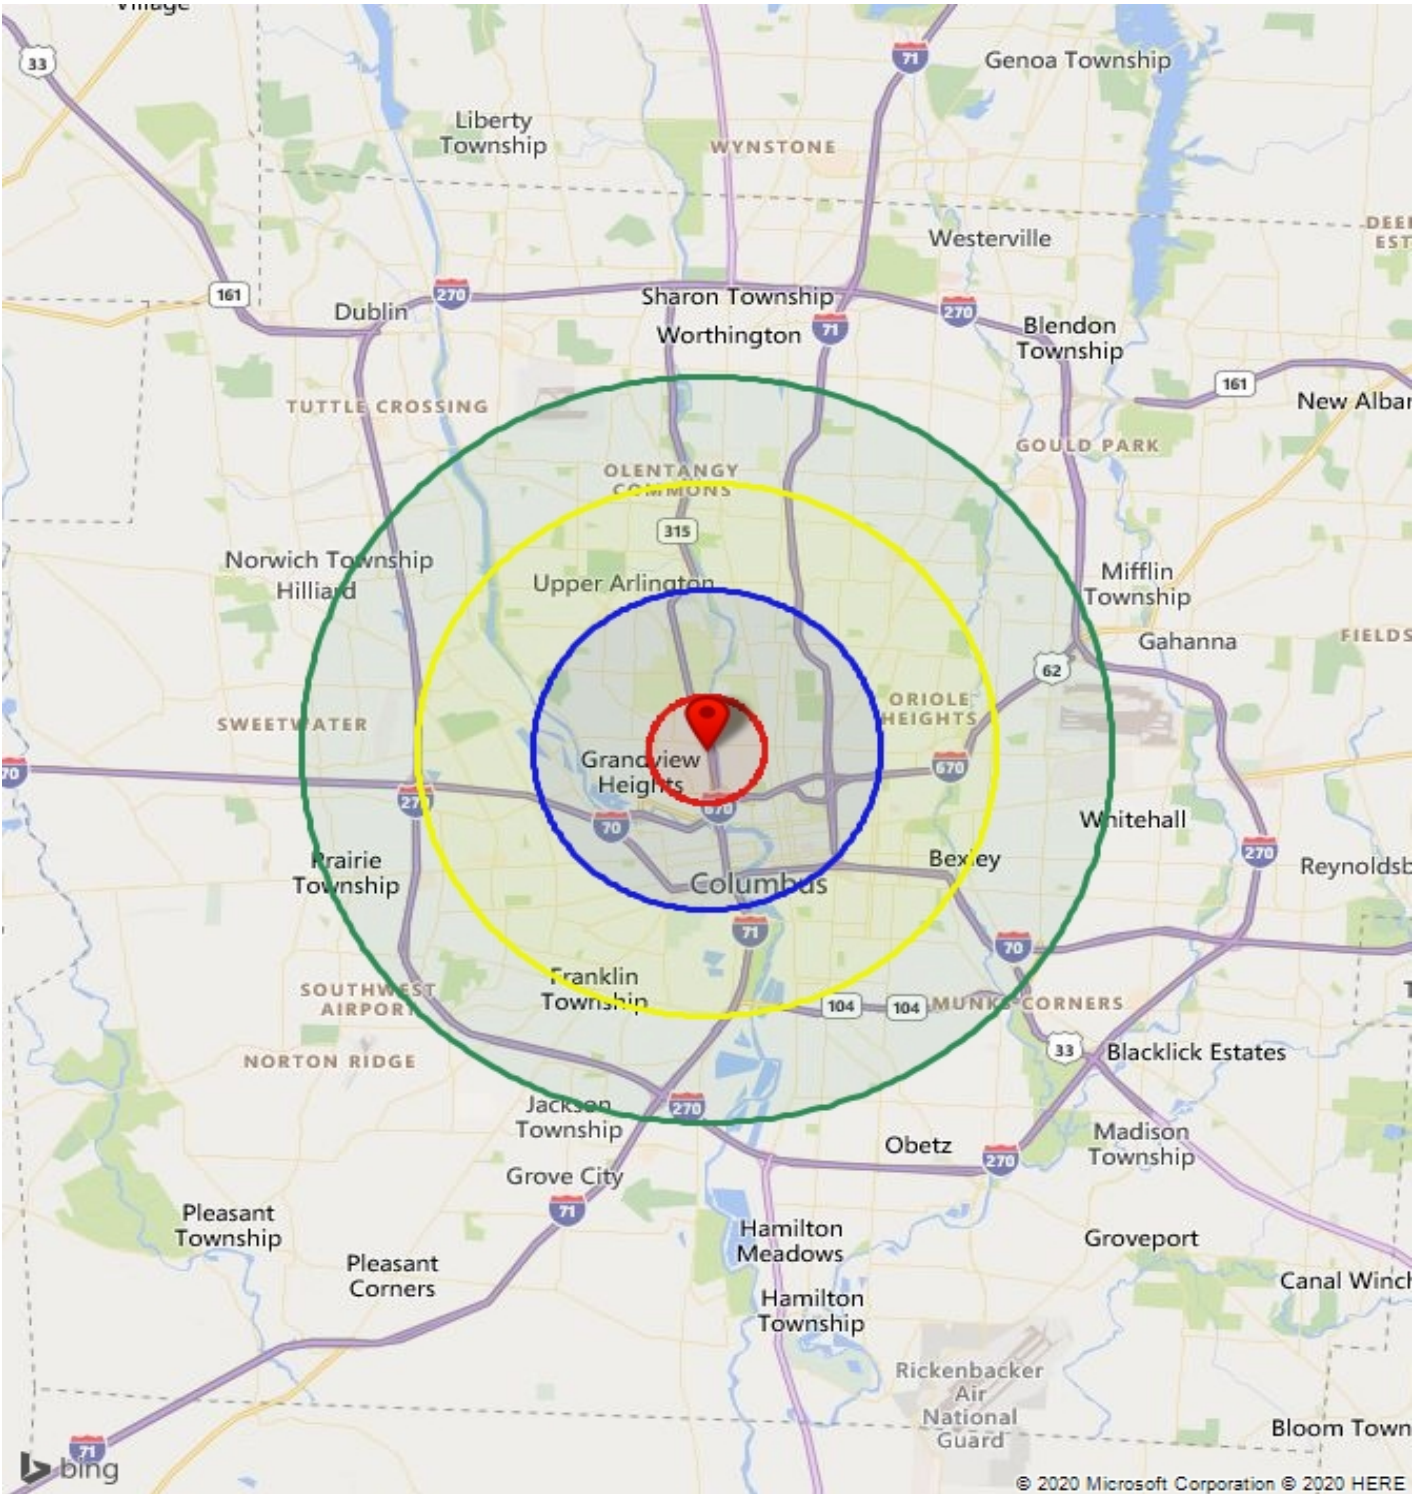 Village
33
71
Genoa Township
Liberty
Township
WYNSTONE
Westerville
161
270
Dublin
Sharon Township
Worthington
71
270
Blendon
Township
161
New Albar
TUTTLE CROSSING
GOULD PARK
OLENTANGY
COMMONS
315
Norwich Township
Hilliard
Upper Arlington
Mifflin
Township
Gahanna
FIELDS
62
ORIOLE
HEIGHTS
SWEETWATER
70
Grandview
Heights
670
670
270
70
Whitehall
270
Reynoldsb
Prairie
Township
Bexley
Columbus
71
70
Franklin
Township
SOUTHWEST
AIRPORT
104
104
MUNKS CORNERS
NORTON RIDGE
33
Blacklick Estates
Jackson
Township
270
Obetz
270
Madison
Township
Grove City
71
Pleasant
Township
Hamilton
Meadows
Groveport
Pleasant
Corners
Canal Winch
Hamilton
Township
Rickenbacker
Air
National
Guard
Bloom Town
71
bing
© 2020 Microsoft Corporation © 2020 HERE